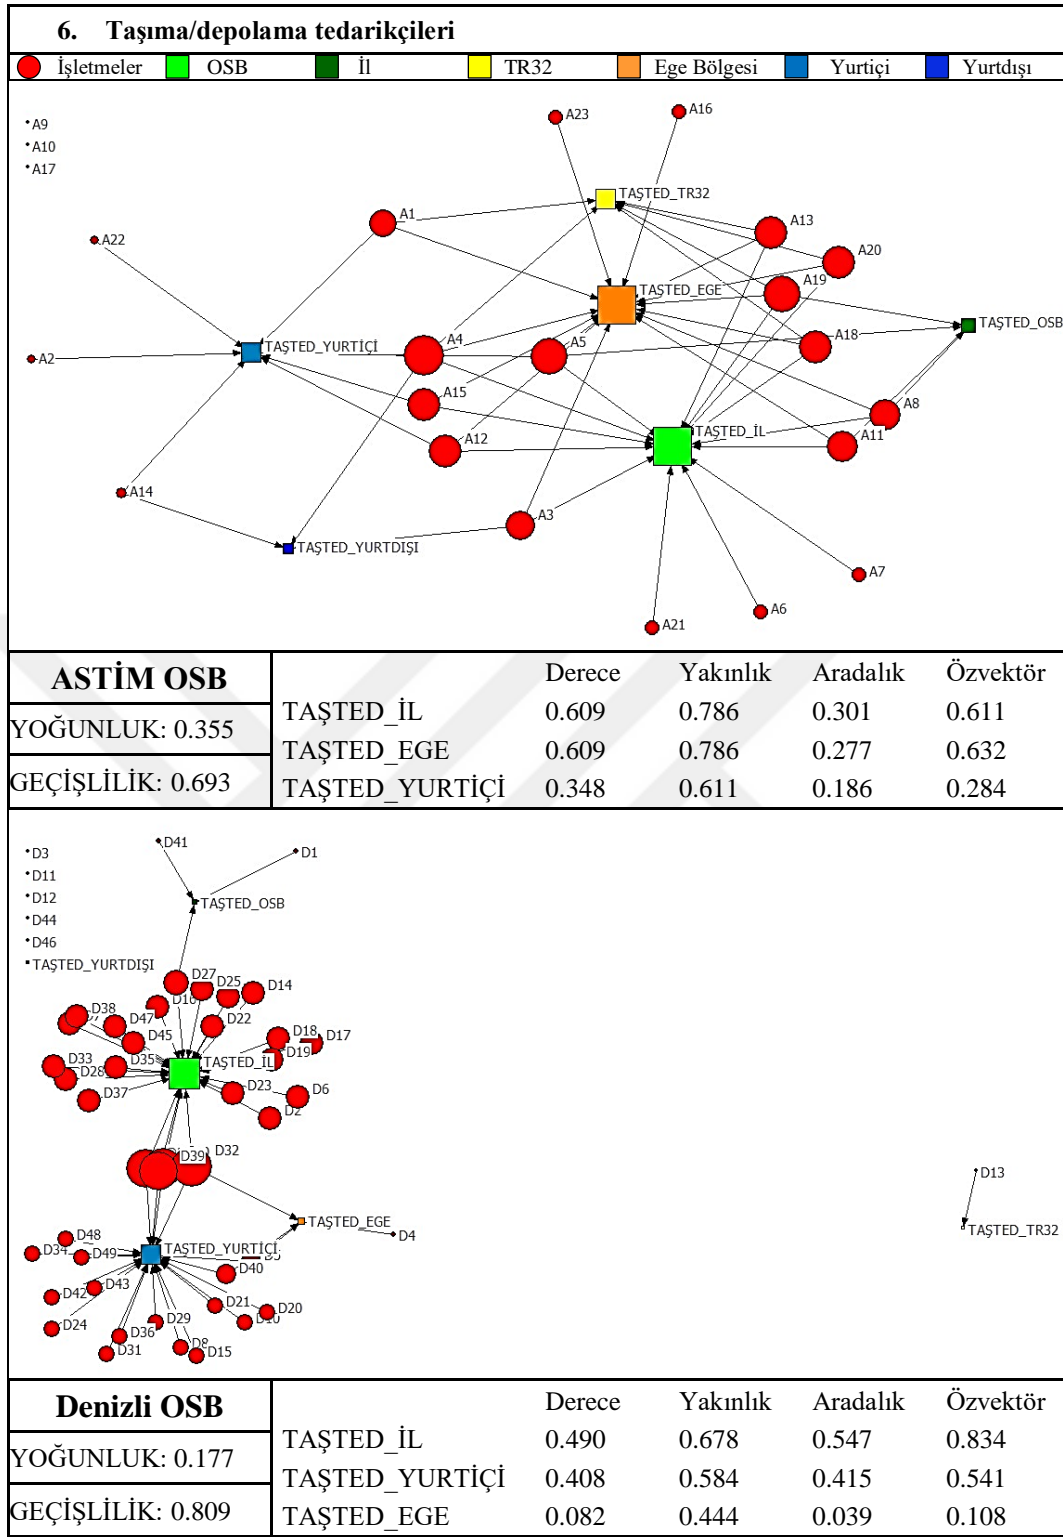 6. Taşıma/depolama tedarikçileri
İşletmeler OSB İl TR32 Ege Bölgesi Yurtiçi Yurtdışı
A9
A10
A17
A23
A16
TAŞTED_TR32
A1
A13
A22
A20
A19
TAŞTED_EGE
TAŞTED_OSB
TAŞTED_YURTİÇİ
A4
A5
A18
A2
A15
A8
TAŞTED_İL
A12
A11
A14
A3
TAŞTED_YURTDIŞI
A7
A6
A21
ASTİM OSB
YOĞUNLUK: 0.355
GEÇİŞLİLİK: 0.693
Derece Yakınlık Aradalık Özvektör
TAŞTED_İL 0.609 0.786 0.301 0.611
TAŞTED_EGE 0.609 0.786 0.277 0.632
TAŞTED_YURTİÇİ 0.348 0.611 0.186 0.284
D3
D11
D12
D44
D46
TAŞTED_YURTDIŞI
D41
D1
TAŞTED_OSB
D27
D25
D14
D16
D38
D47
D22
D45
D18
D17
D19
D33
D35
TAŞTED_İL
D28
D37
D23
D6
D2
D39
D32
D13
TAŞTED_TR32
TAŞTED_EGE
D4
D48
D34
D49
TAŞTED_YURTİÇİ
D40
D43
D42
D21
D20
D24
D36
D29
D10
D31
D8
D15
Denizli OSB
YOĞUNLUK: 0.177
GEÇİŞLİLİK: 0.809
Derece Yakınlık Aradalık Özvektör
TAŞTED_İL 0.490 0.678 0.547 0.834
TAŞTED_YURTİÇİ 0.408 0.584 0.415 0.541
TAŞTED_EGE 0.082 0.444 0.039 0.108